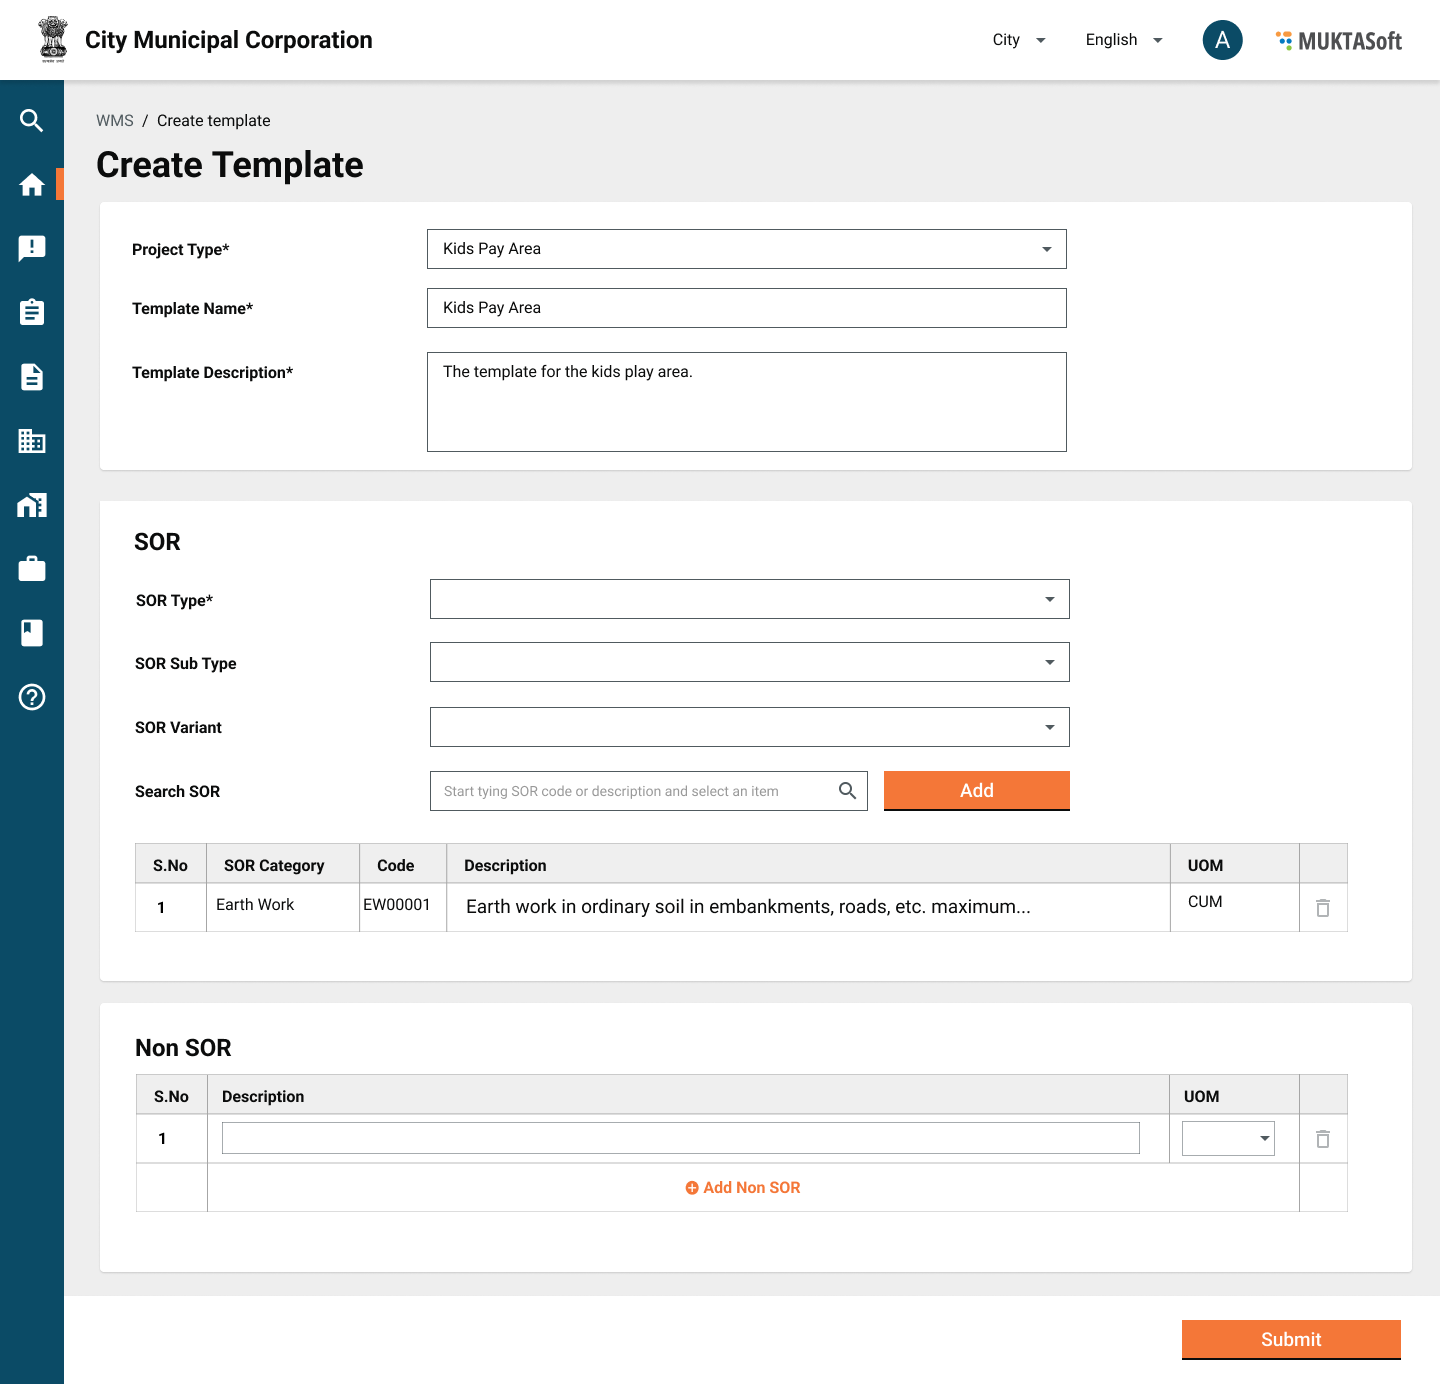 City Municipal Corporation
City
English
A
MUKTASoft
WMS / Create template
Create Template
Project Type*
Kids Pay Area
Template Name*
Kids Pay Area
Template Description*
The template for the kids play area.
SOR
SOR Type*
SOR Sub Type
SOR Variant
Search SOR
Start tying SOR code or description and select an item
Add
S.No SOR Category Code Description UOM
1 Earth Work EW00001 Earth work in ordinary soil in embankments, roads, etc. maximum... CUM
Non SOR
S.No Description UOM
1
Add Non SOR
Submit